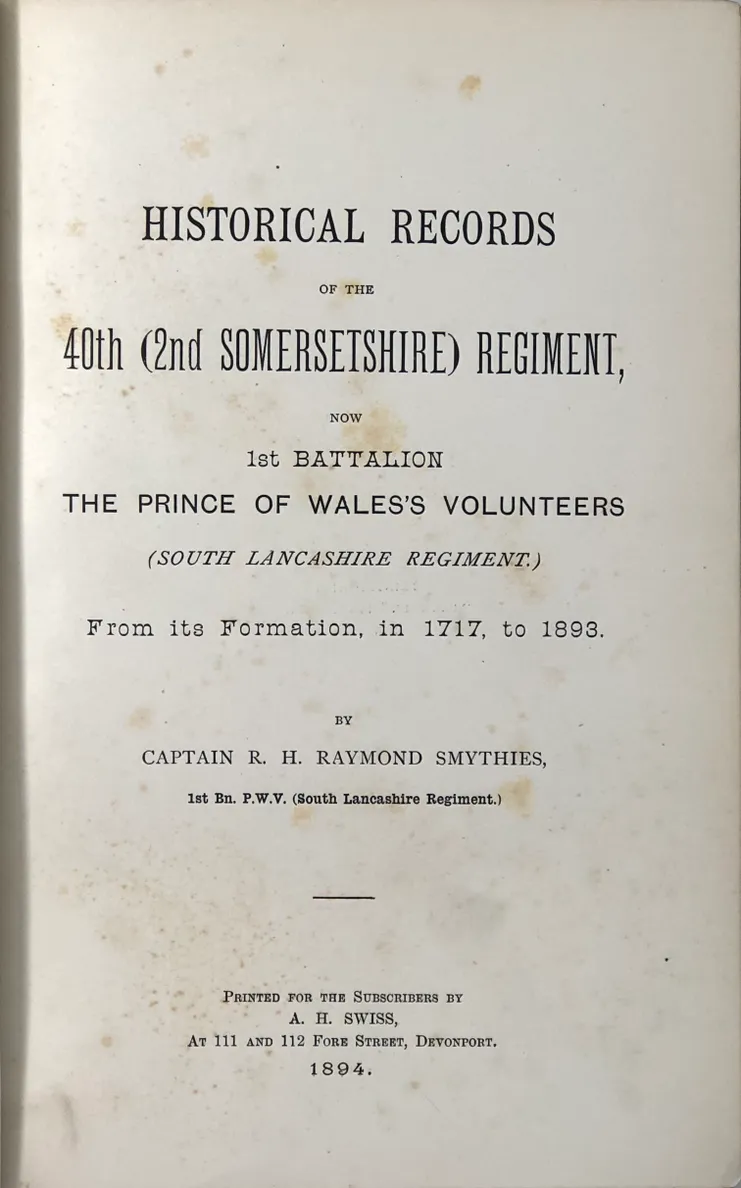 HISTORICAL RECORDS
OF THE
40th (2nd SOMERSETSHIRE) REGIMENT,
NOW
1st BATTALION
THE PRINCE OF WALES'S VOLUNTEERS
(SOUTH LANCASHIRE REGIMENT.)
From its Formation, in 1717, to 1893.
BY
CAPTAIN R. H. RAYMOND SMYTHIES,
1st Bn. P.W.V. (South Lancashire Regiment.)
PRINTED FOR THE SUBSCRIBERS BY
A. H. SWISS,
AT 111 AND 112 FORE STREET, DEVONPORT.
1894.